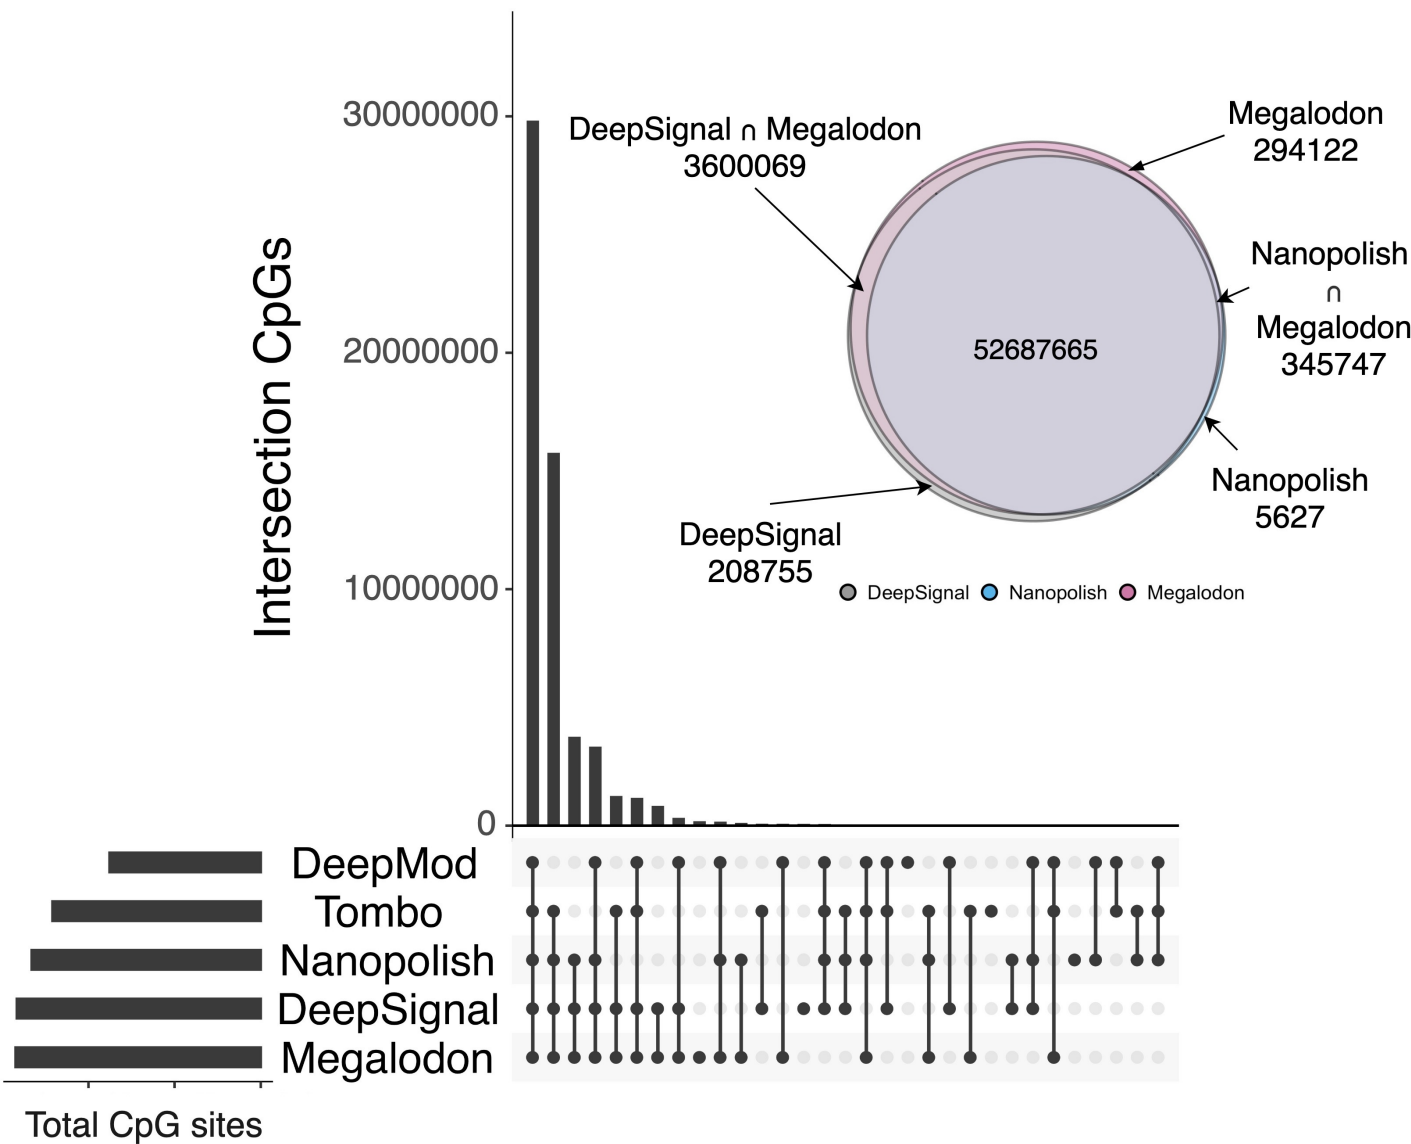 30000000
20000000
10000000
0
Intersection CpGs
DeepSignal ∩ Megalodon
3600069
Megalodon
294122
Nanopolish
∩
Megalodon
345747
52687665
Nanopolish
5627
DeepSignal
208755
DeepSignal Nanopolish Megalodon
DeepMod
Tombo
Nanopolish
DeepSignal
Megalodon
Total CpG sites